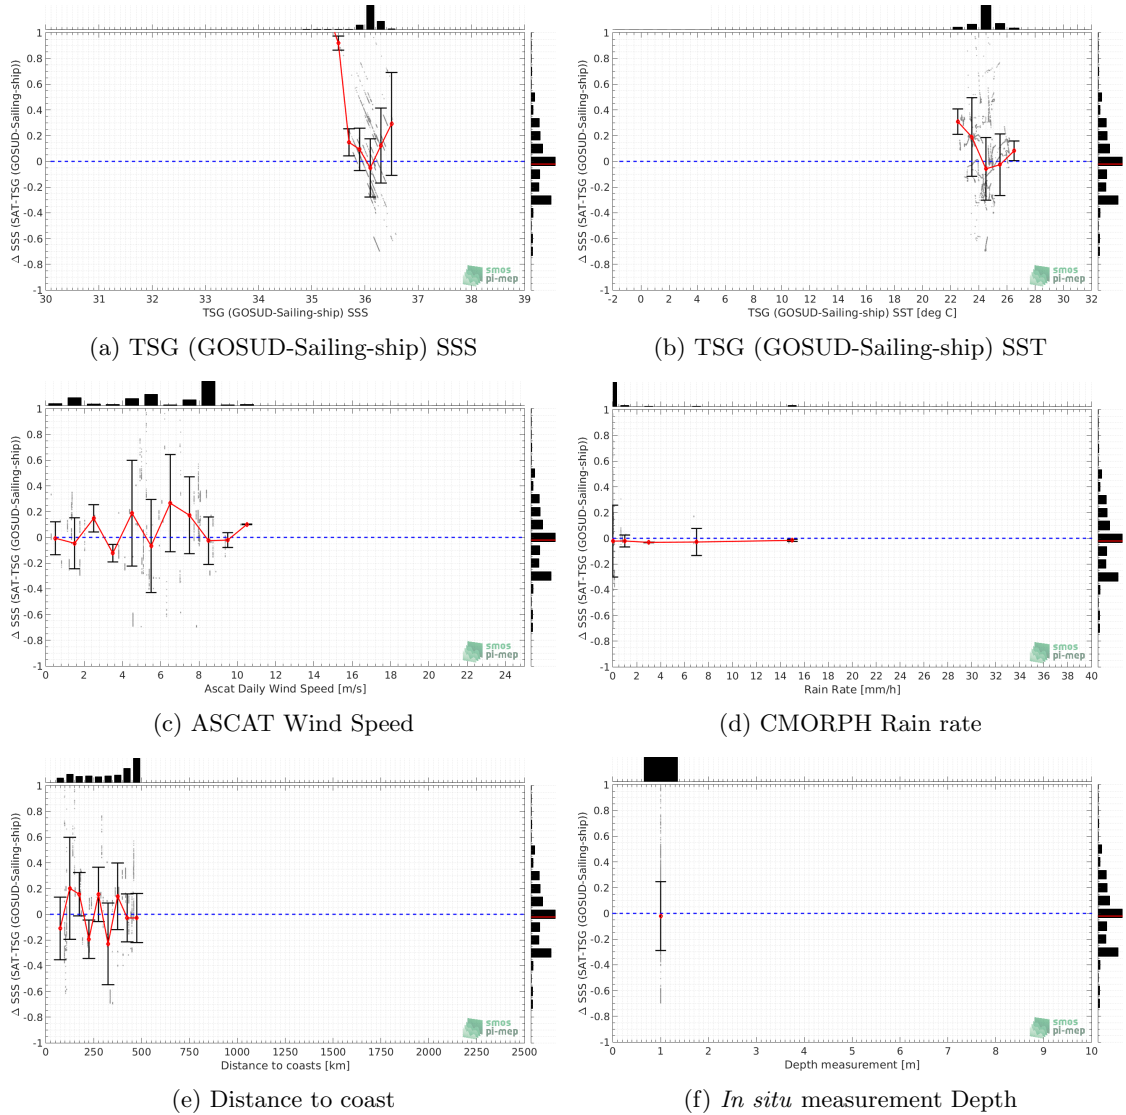 Δ SSS (SAT-TSG (GOSUD-Sailing-ship))
1
0.8
0.6
0.4
0.2
0
-0.2
-0.4
-0.6
-0.8
-1
30 31 32 33 34 35 36 37 38 39
TSG (GOSUD-Sailing-ship) SSS
smos
pi-mep
(a) TSG (GOSUD-Sailing-ship) SSS
Δ SSS (SAT-TSG (GOSUD-Sailing-ship))
1
0.8
0.6
0.4
0.2
0
-0.2
-0.4
-0.6
-0.8
-1
-2 0 2 4 6 8 10 12 14 16 18 20 22 24 26 28 30 32
TSG (GOSUD-Sailing-ship) SST [deg C]
smos
pi-mep
(b) TSG (GOSUD-Sailing-ship) SST
Δ SSS (SAT-TSG (GOSUD-Sailing-ship))
1
0.8
0.6
0.4
0.2
0
-0.2
-0.4
-0.6
-0.8
-1
0 2 4 6 8 10 12 14 16 18 20 22 24
Ascat Daily Wind Speed [m/s]
smos
pi-mep
(c) ASCAT Wind Speed
Δ SSS (SAT-TSG (GOSUD-Sailing-ship))
1
0.8
0.6
0.4
0.2
0
-0.2
-0.4
-0.6
-0.8
-1
0 2 4 6 8 10 12 14 16 18 20 22 24 26 28 30 32 34 36 38 40
Rain Rate [mm/h]
smos
pi-mep
(d) CMORPH Rain rate
Δ SSS (SAT-TSG (GOSUD-Sailing-ship))
1
0.8
0.6
0.4
0.2
0
-0.2
-0.4
-0.6
-0.8
-1
0 250 500 750 1000 1250 1500 1750 2000 2250 2500
Distance to coasts [km]
smos
pi-mep
(e) Distance to coast
Δ SSS (SAT-TSG (GOSUD-Sailing-ship))
1
0.8
0.6
0.4
0.2
0
-0.2
-0.4
-0.6
-0.8
-1
0 1 2 3 4 5 6 7 8 9 10
Depth measurement [m]
smos
pi-mep
(f) In situ measurement Depth